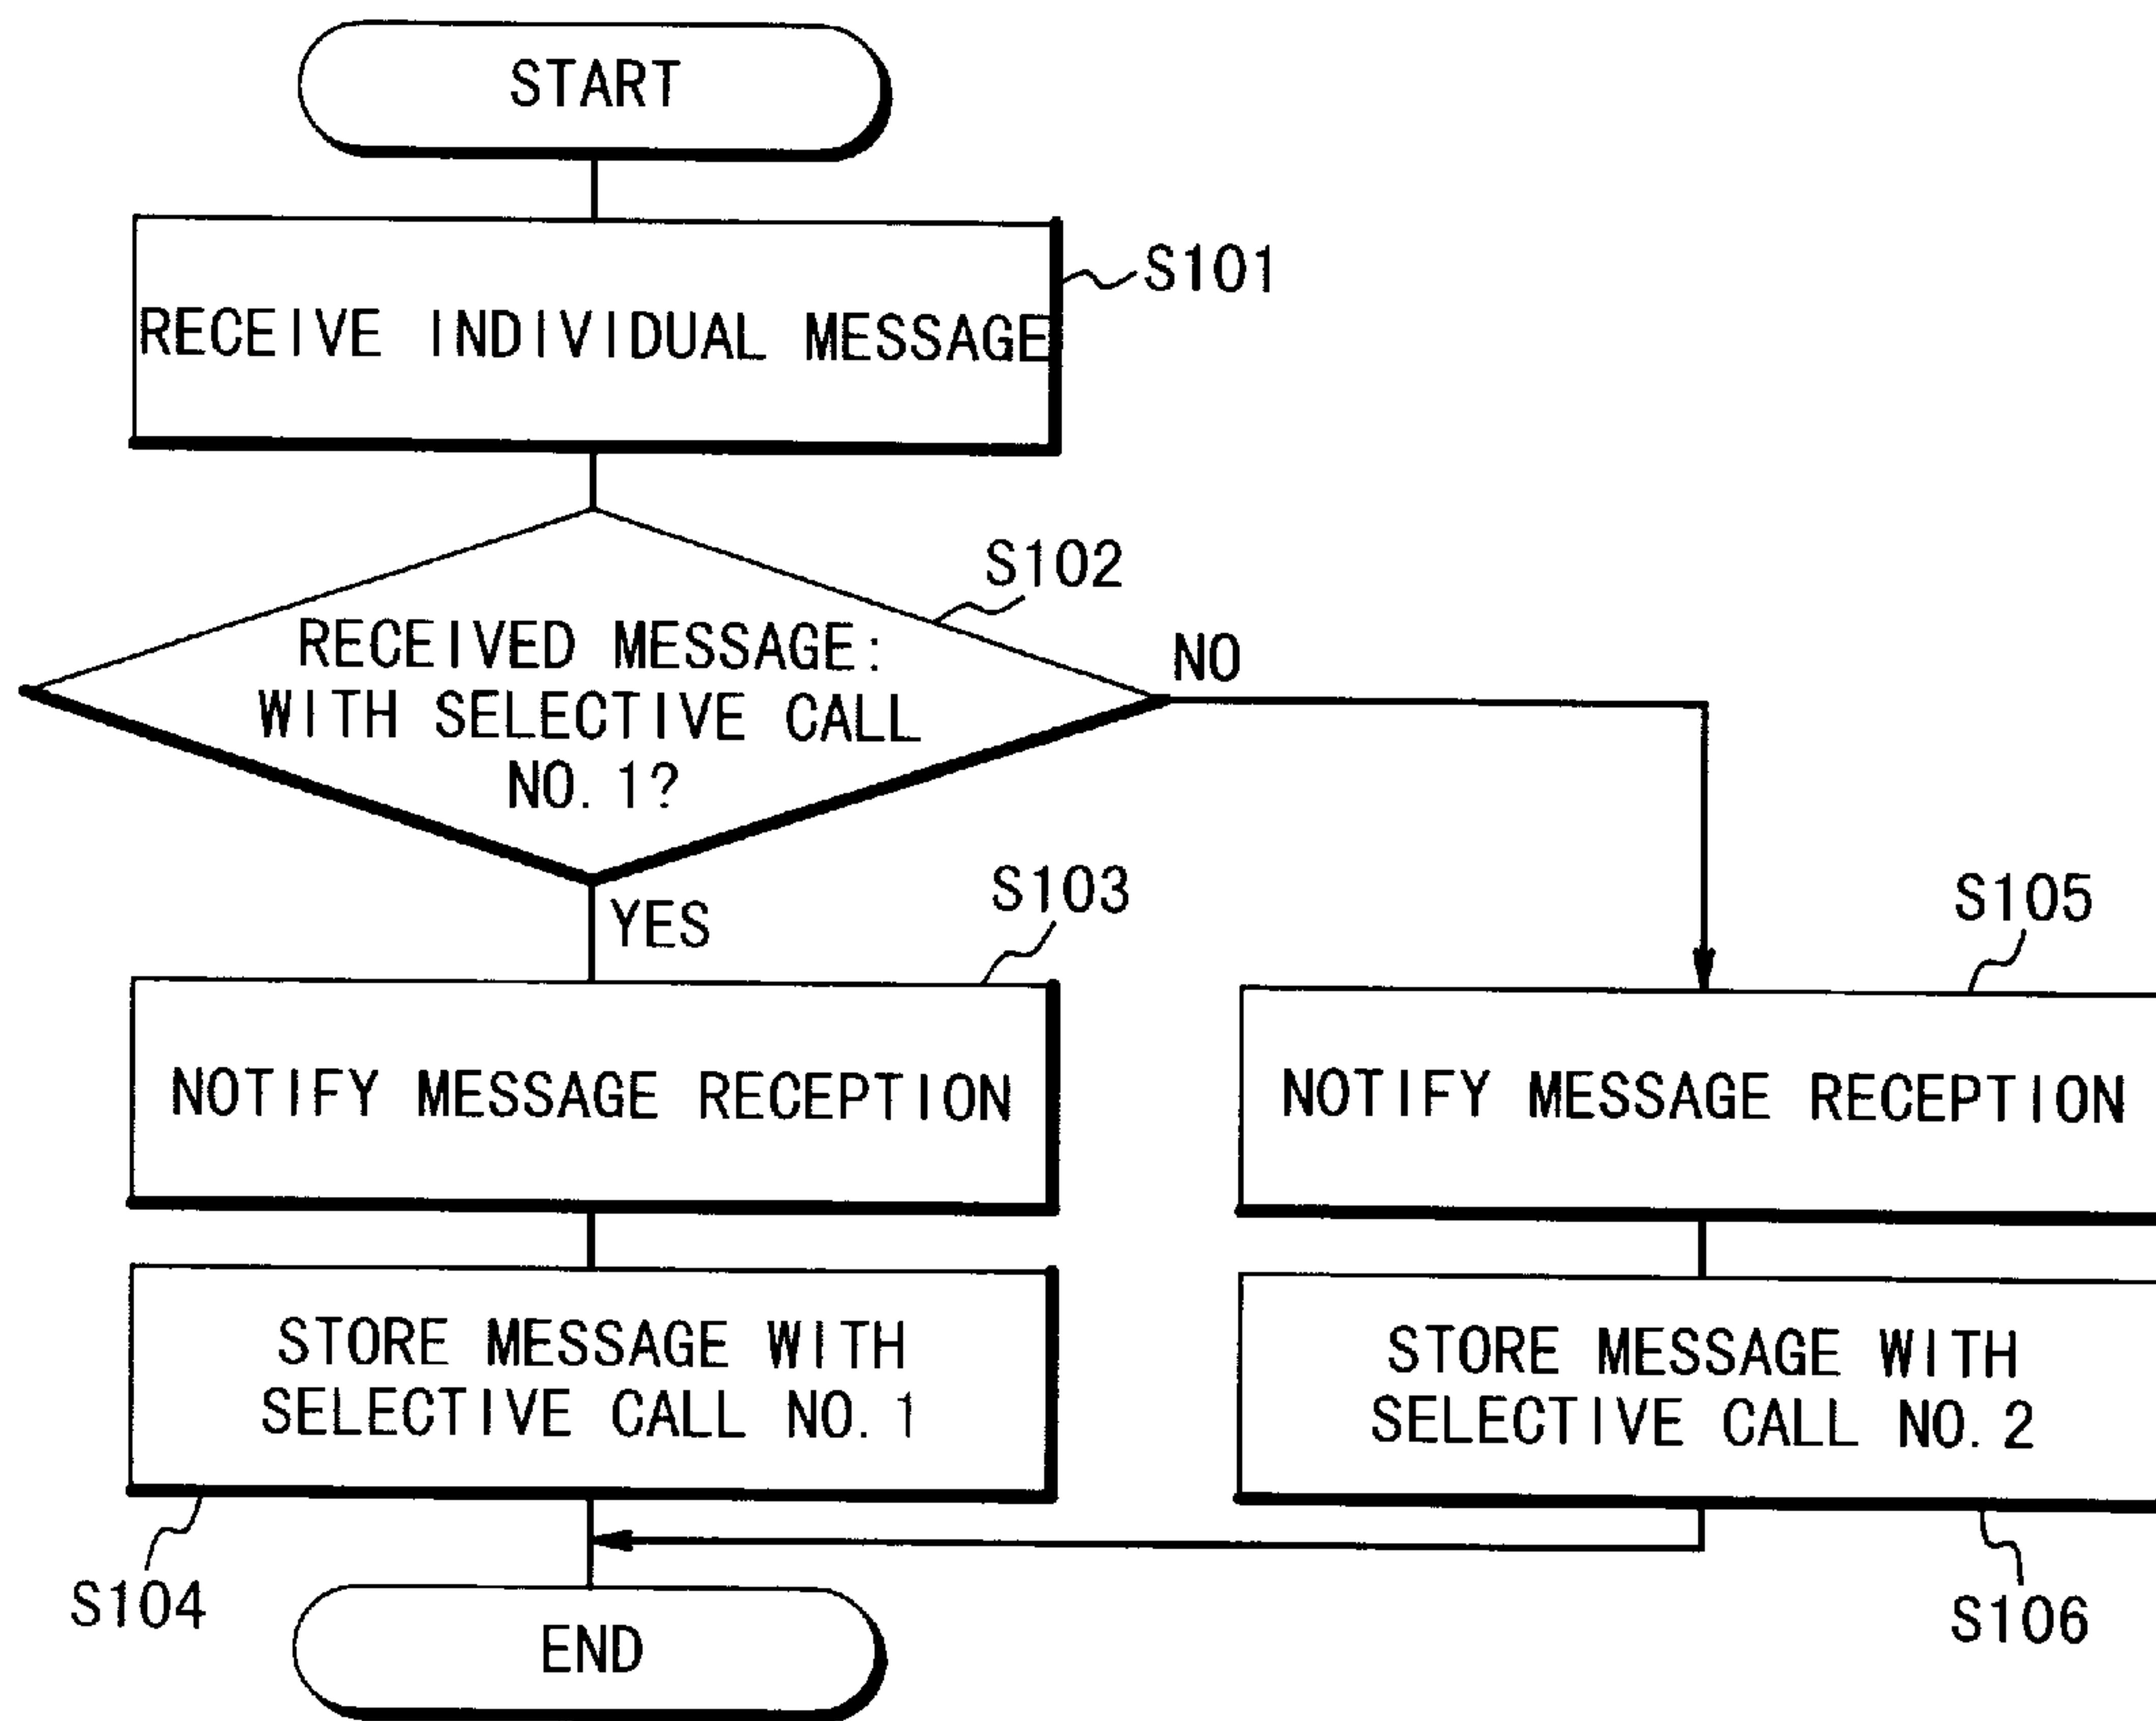 START
RECEIVE INDIVIDUAL MESSAGE
S101
S102
RECEIVED MESSAGE:
WITH SELECTIVE CALL
NO. 1?
NO
YES
S103
NOTIFY MESSAGE RECEPTION
S105
NOTIFY MESSAGE RECEPTION
STORE MESSAGE WITH
SELECTIVE CALL NO. 1
S104
STORE MESSAGE WITH
SELECTIVE CALL NO. 2
S106
END